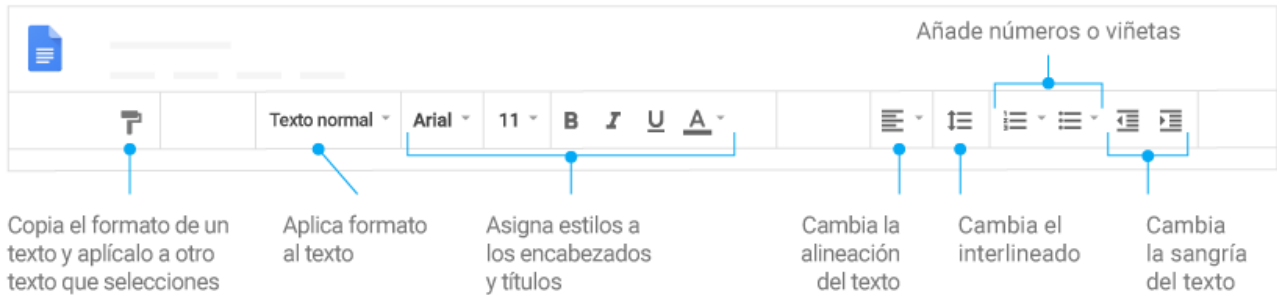 Añade números o viñetas
Texto normal Arial 11 B I U A
Copia el formato de un
texto y aplícalo a otro
texto que selecciones
Aplica formato
al texto
Asigna estilos a
los encabezados
y títulos
Cambia la
alineación
del texto
Cambia el
interlineado
Cambia
la sangría
del texto